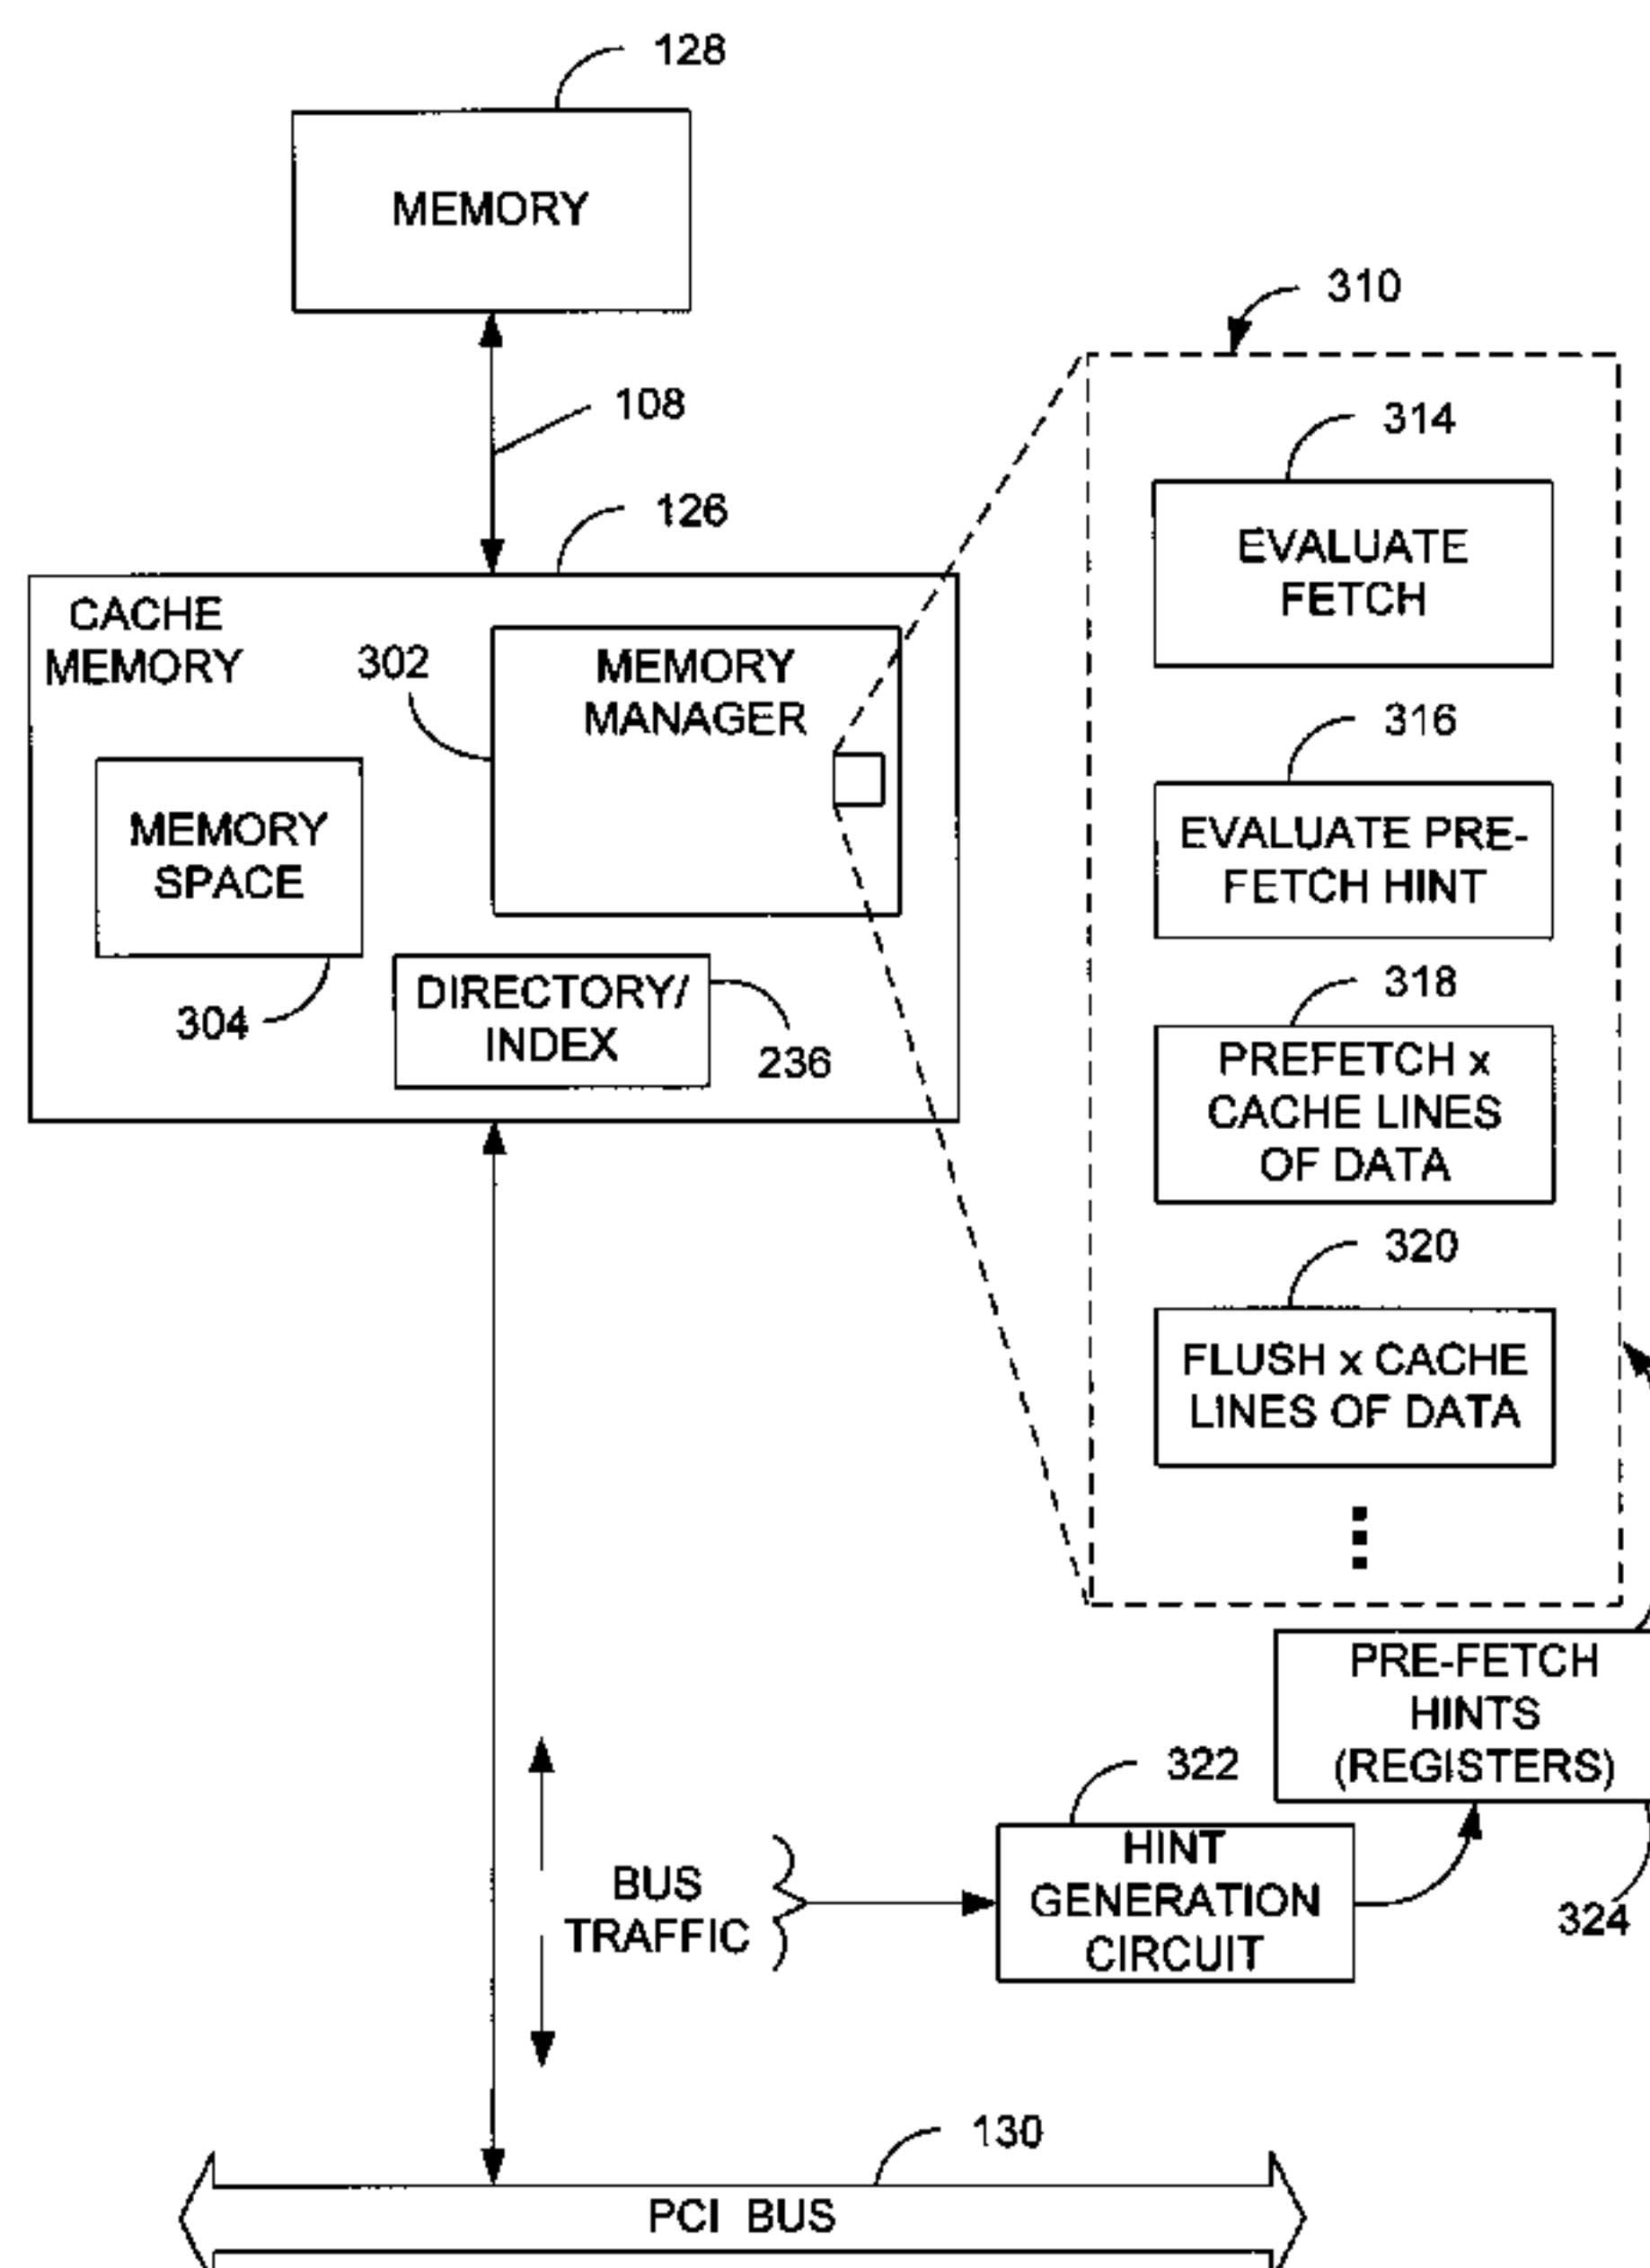 128
MEMORY
310
108
314
126
EVALUATE
FETCH
CACHE
MEMORY
302
MEMORY
MANAGER
316
MEMORY
SPACE
EVALUATE PRE-
FETCH HINT
304
DIRECTORY/
INDEX
236
318
PREFETCH x
CACHE LINES
OF DATA
320
FLUSH x CACHE
LINES OF DATA
PRE-FETCH
HINTS
(REGISTERS)
322
BUS
TRAFFIC
HINT
GENERATION
CIRCUIT
324
130
PCI BUS